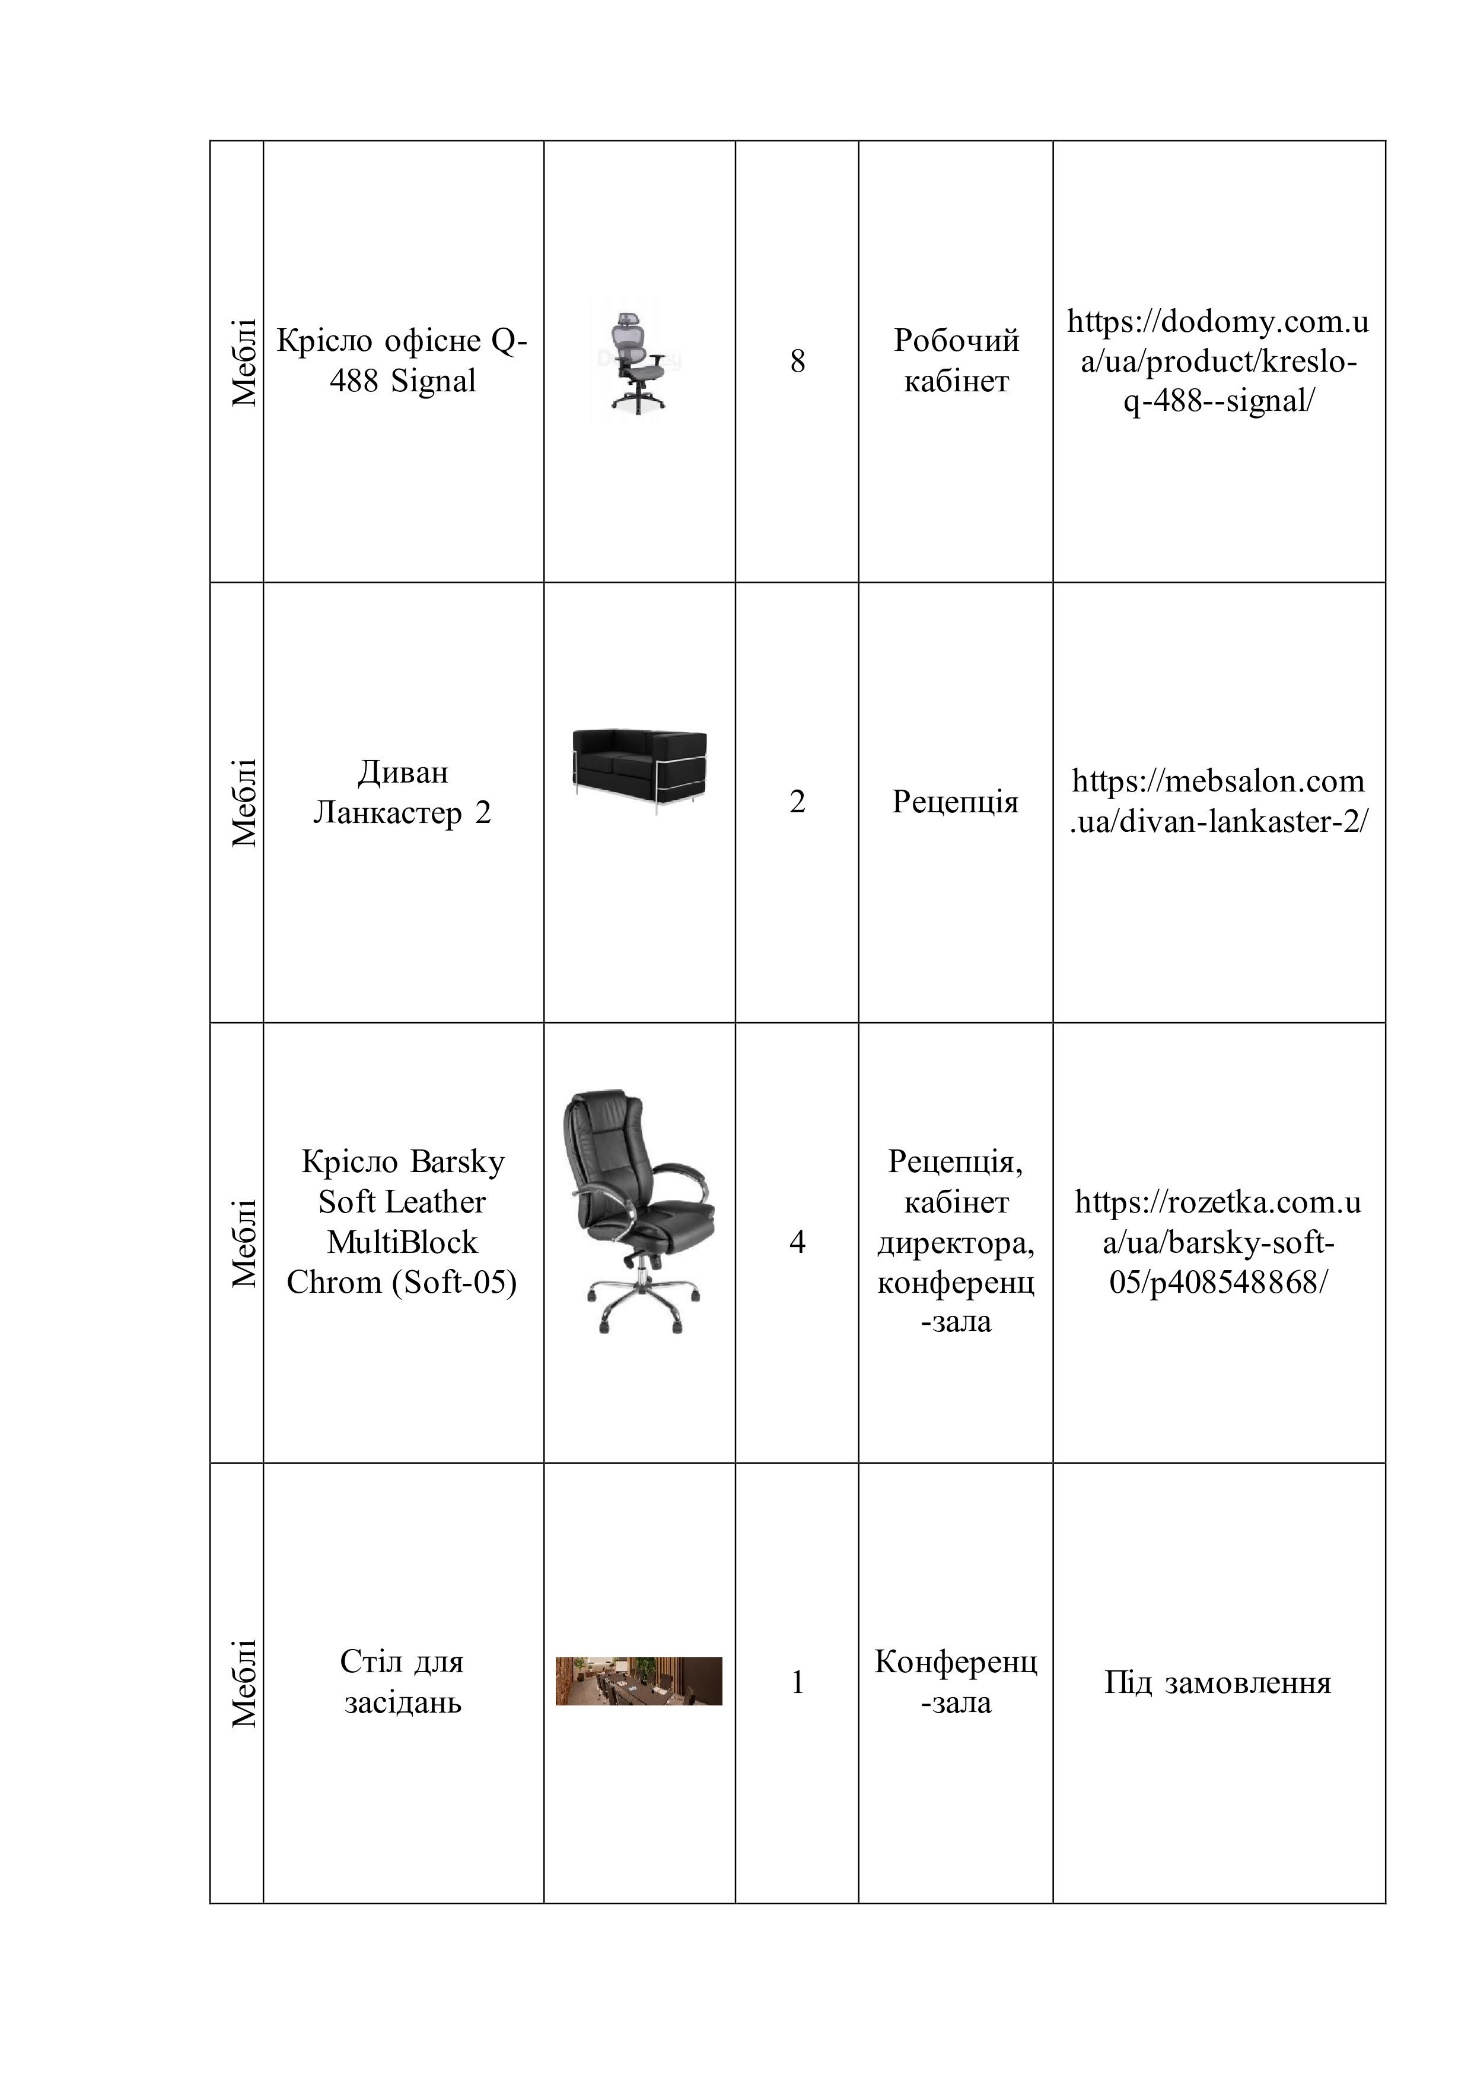 Меблі
Крісло офісне Q-
488 Signal
8
Робочий
кабінет
https://dodomy.com.u
a/ua/product/kreslo-
q-488--signal/
Меблі
Диван
Ланкастер 2
2
Рецепція
https://mebsalon.com
.ua/divan-lankaster-2/
Меблі
Крісло Barsky
Soft Leather
MultiBlock
Chrom (Soft-05)
4
Рецепція,
кабінет
директора,
конференц
-зала
https://rozetka.com.u
a/ua/barsky-soft-
05/p408548868/
Меблі
Стіл для
засідань
1
Конференц
-зала
Під замовлення